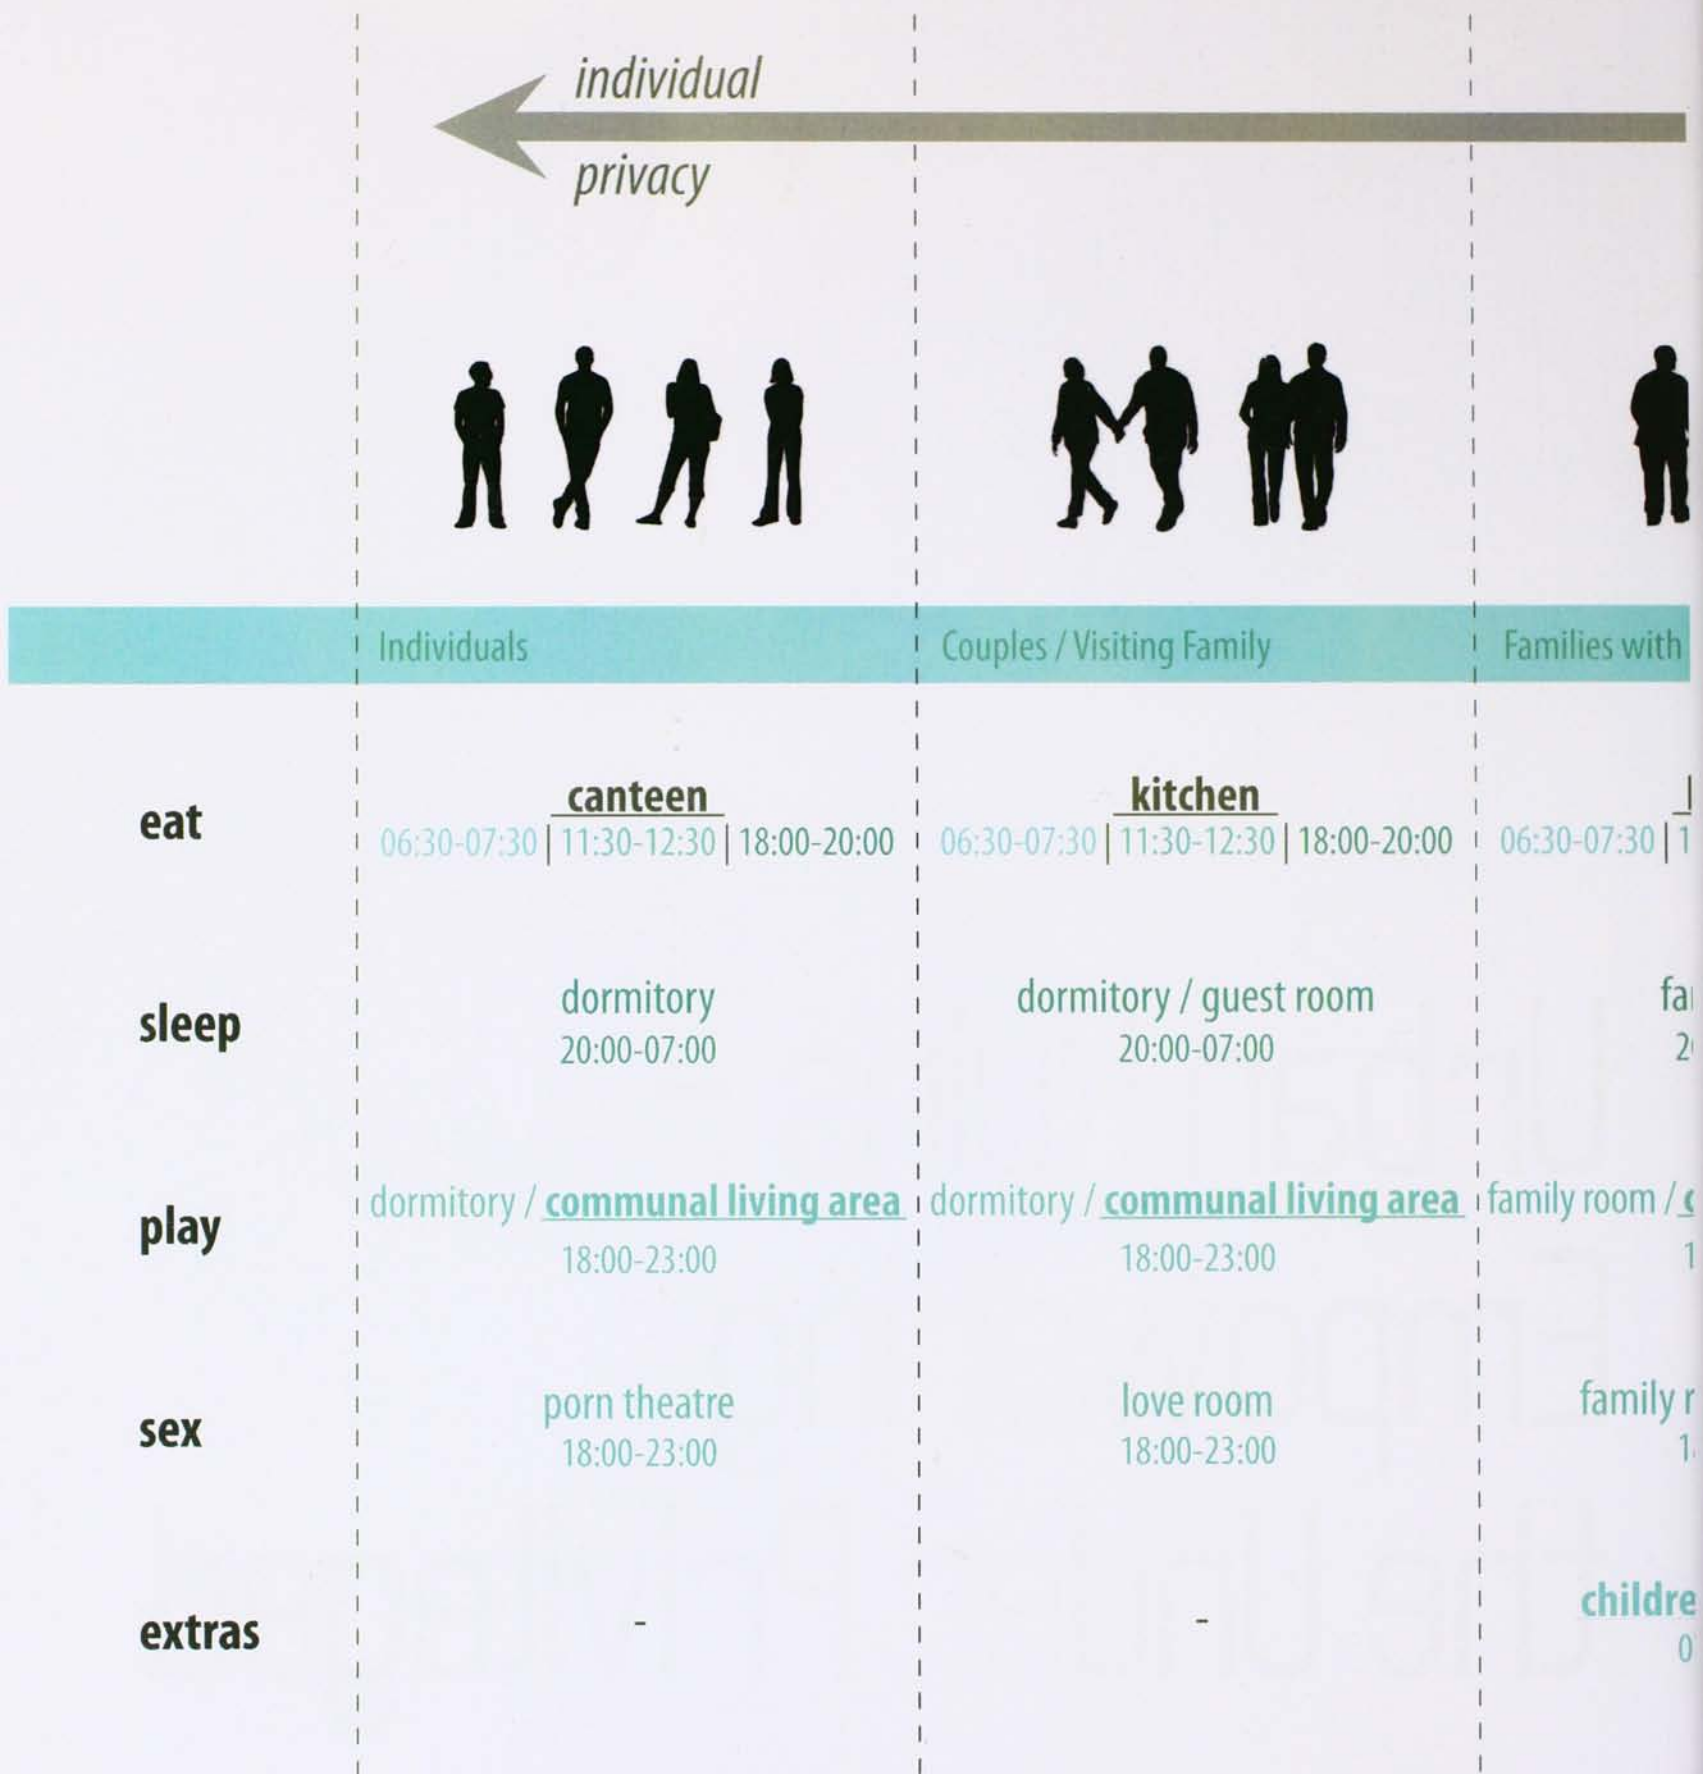 individual
privacy
Individuals
Couples / Visiting Family
Families with
eat
canteen
06:30-07:30 | 11:30-12:30 | 18:00-20:00
kitchen
06:30-07:30 | 11:30-12:30 | 18:00-20:00
06:30-07:30 | 1
sleep
dormitory
20:00-07:00
dormitory / guest room
20:00-07:00
play
dormitory / communal living area
18:00-23:00
dormitory / communal living area
18:00-23:00
family room /
sex
porn theatre
18:00-23:00
love room
18:00-23:00
family r
extras
-
-
childre
0